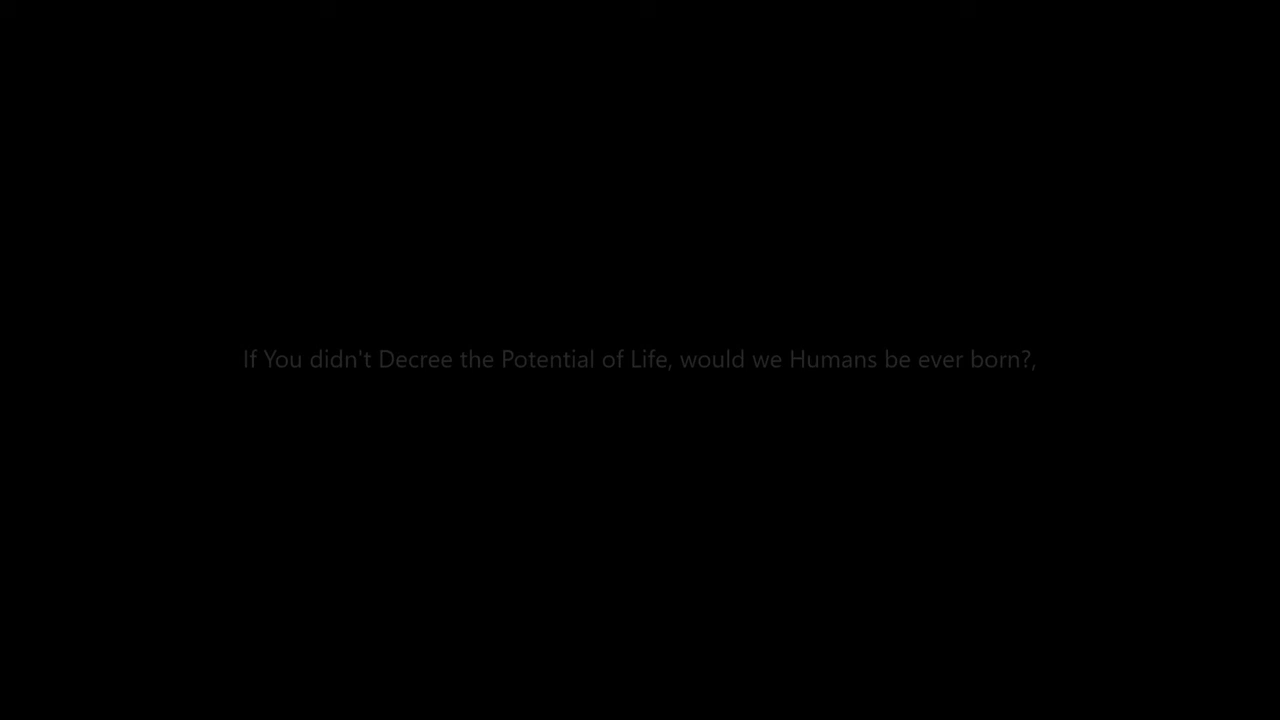 If You didn't Decree the Potential of Life, would we Humans be ever born?,